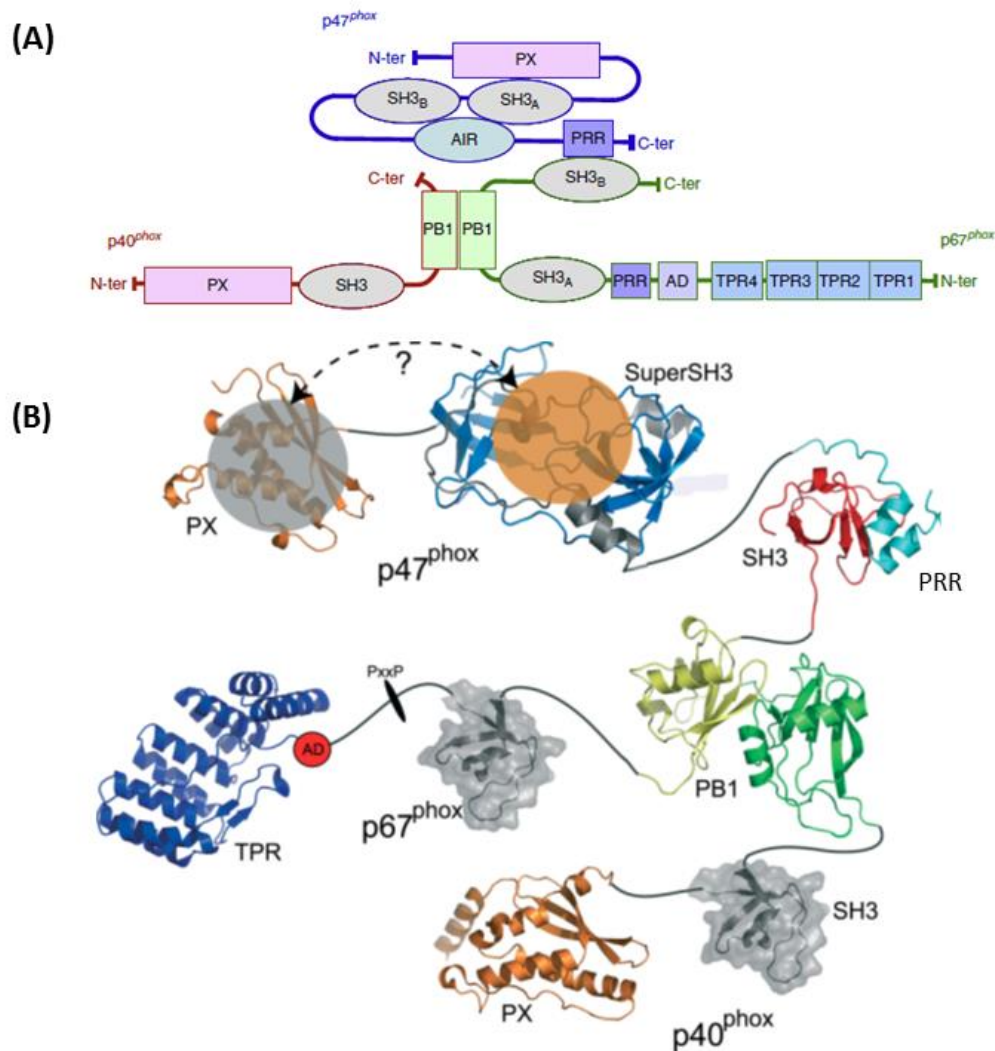 (A)
p47phox
N-ter
PX
SH3B
SH3A
AIR
PRR
C-ter
C-ter
SH3B
C-ter
PB1
PB1
p40phox
p67phox
N-ter
PX
SH3
SH3A
PRR
AD
TPR4
TPR3
TPR2
TPR1
N-ter
(B)
?
SuperSH3
PX
p47phox
SH3
PRR
PxxP
AD
TPR
p67phox
PB1
SH3
PX
p40phox